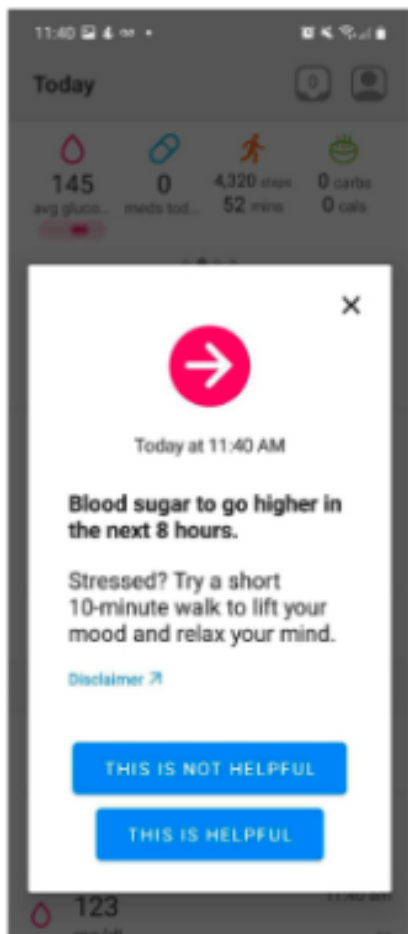 11:40
Today
0
145
avg gluco...
0
meds tod...
4,320 steps
52 mins
0 carbs
0 cals
Today at 11:40 AM
Blood sugar to go higher in
the next 8 hours.
Stressed? Try a short
10-minute walk to lift your
mood and relax your mind.
Disclaimer
THIS IS NOT HELPFUL
THIS IS HELPFUL
123
11:40 am